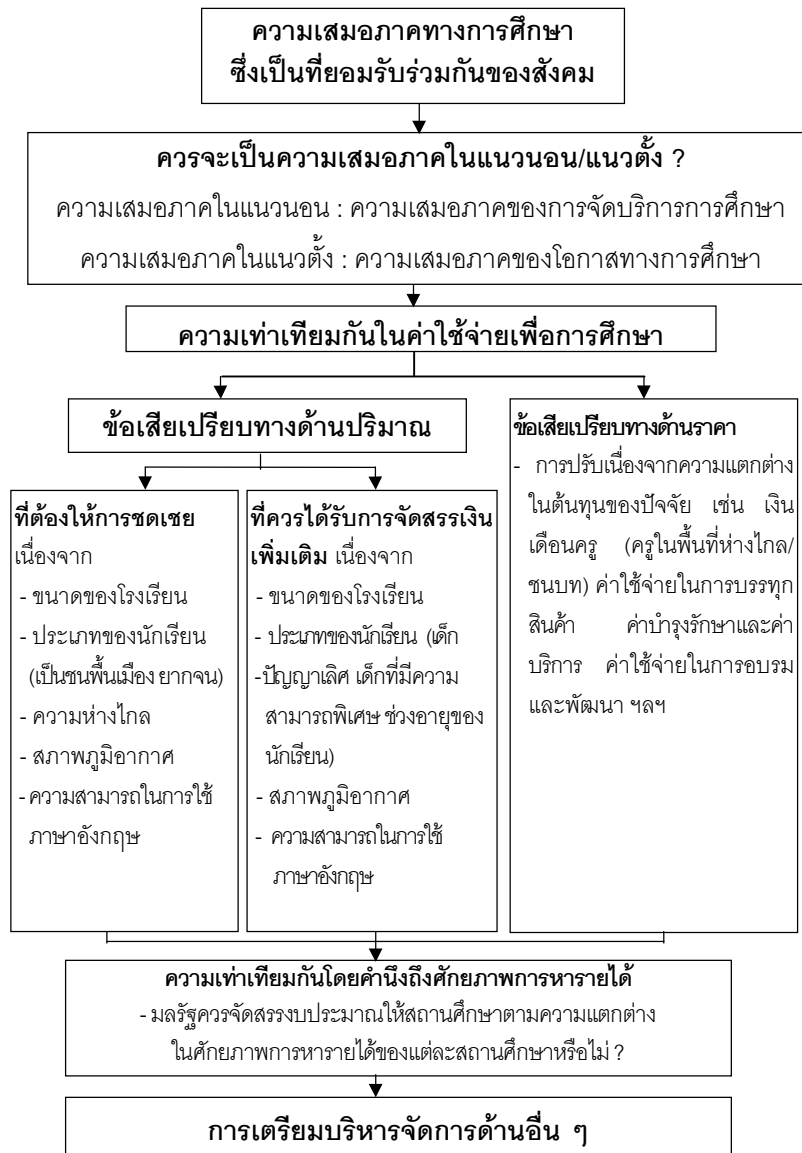 ความเสมอภาคทางการศึกษา
ซึ่งเป็นที่ยอมรับร่วมกันของสังคม
ควรจะเป็นความเสมอภาคในแนวนอน/แนวตั้ง ?
ความเสมอภาคในแนวนอน : ความเสมอภาคของการจัดบริการการศึกษา
ความเสมอภาคในแนวตั้ง : ความเสมอภาคของโอกาสทางการศึกษา
ความเท่าเทียมกันในค่าใช้จ่ายเพื่อการศึกษา
ข้อเสียเปรียบทางด้านปริมาณ
ที่ต้องให้การชดเชย
เนื่องจาก
- ขนาดของโรงเรียน
- ประเภทของนักเรียน
(เป็นชนพื้นเมือง ยากจน)
- ความห่างไกล
- สภาพภูมิอากาศ
- ความสามารถในการใช้
ภาษาอังกฤษ
ที่ควรได้รับการจัดสรรเงิน
เพิ่มเติม เนื่องจาก
- ขนาดของโรงเรียน
- ประเภทของนักเรียน (เด็ก
-ปัญญาเลิศ เด็กที่มีความ
สามารถพิเศษ ช่วงอายุของ
นักเรียน)
- สภาพภูมิอากาศ
- ความสามารถในการใช้
ภาษาอังกฤษ
ข้อเสียเปรียบทางด้านราคา
- การปรับเนื่องจากความแตกต่าง
ในต้นทุนของปัจจัย เช่น เงิน
เดือนครู (ครูในพื้นที่ห่างไกล/
ชนบท) ค่าใช้จ่ายในการบรรทุก
สินค้า ค่าบำรุงรักษาและค่า
บริการ ค่าใช้จ่ายในการอบรม
และพัฒนา ฯลฯ
ความเท่าเทียมกันโดยคำนึงถึงศักยภาพการหารายได้
- มลรัฐควรจัดสรรงบประมาณให้สถานศึกษาตามความแตกต่าง
ในศักยภาพการหารายได้ของแต่ละสถานศึกษาหรือไม่ ?
การเตรียมบริหารจัดการด้านอื่น ๆ